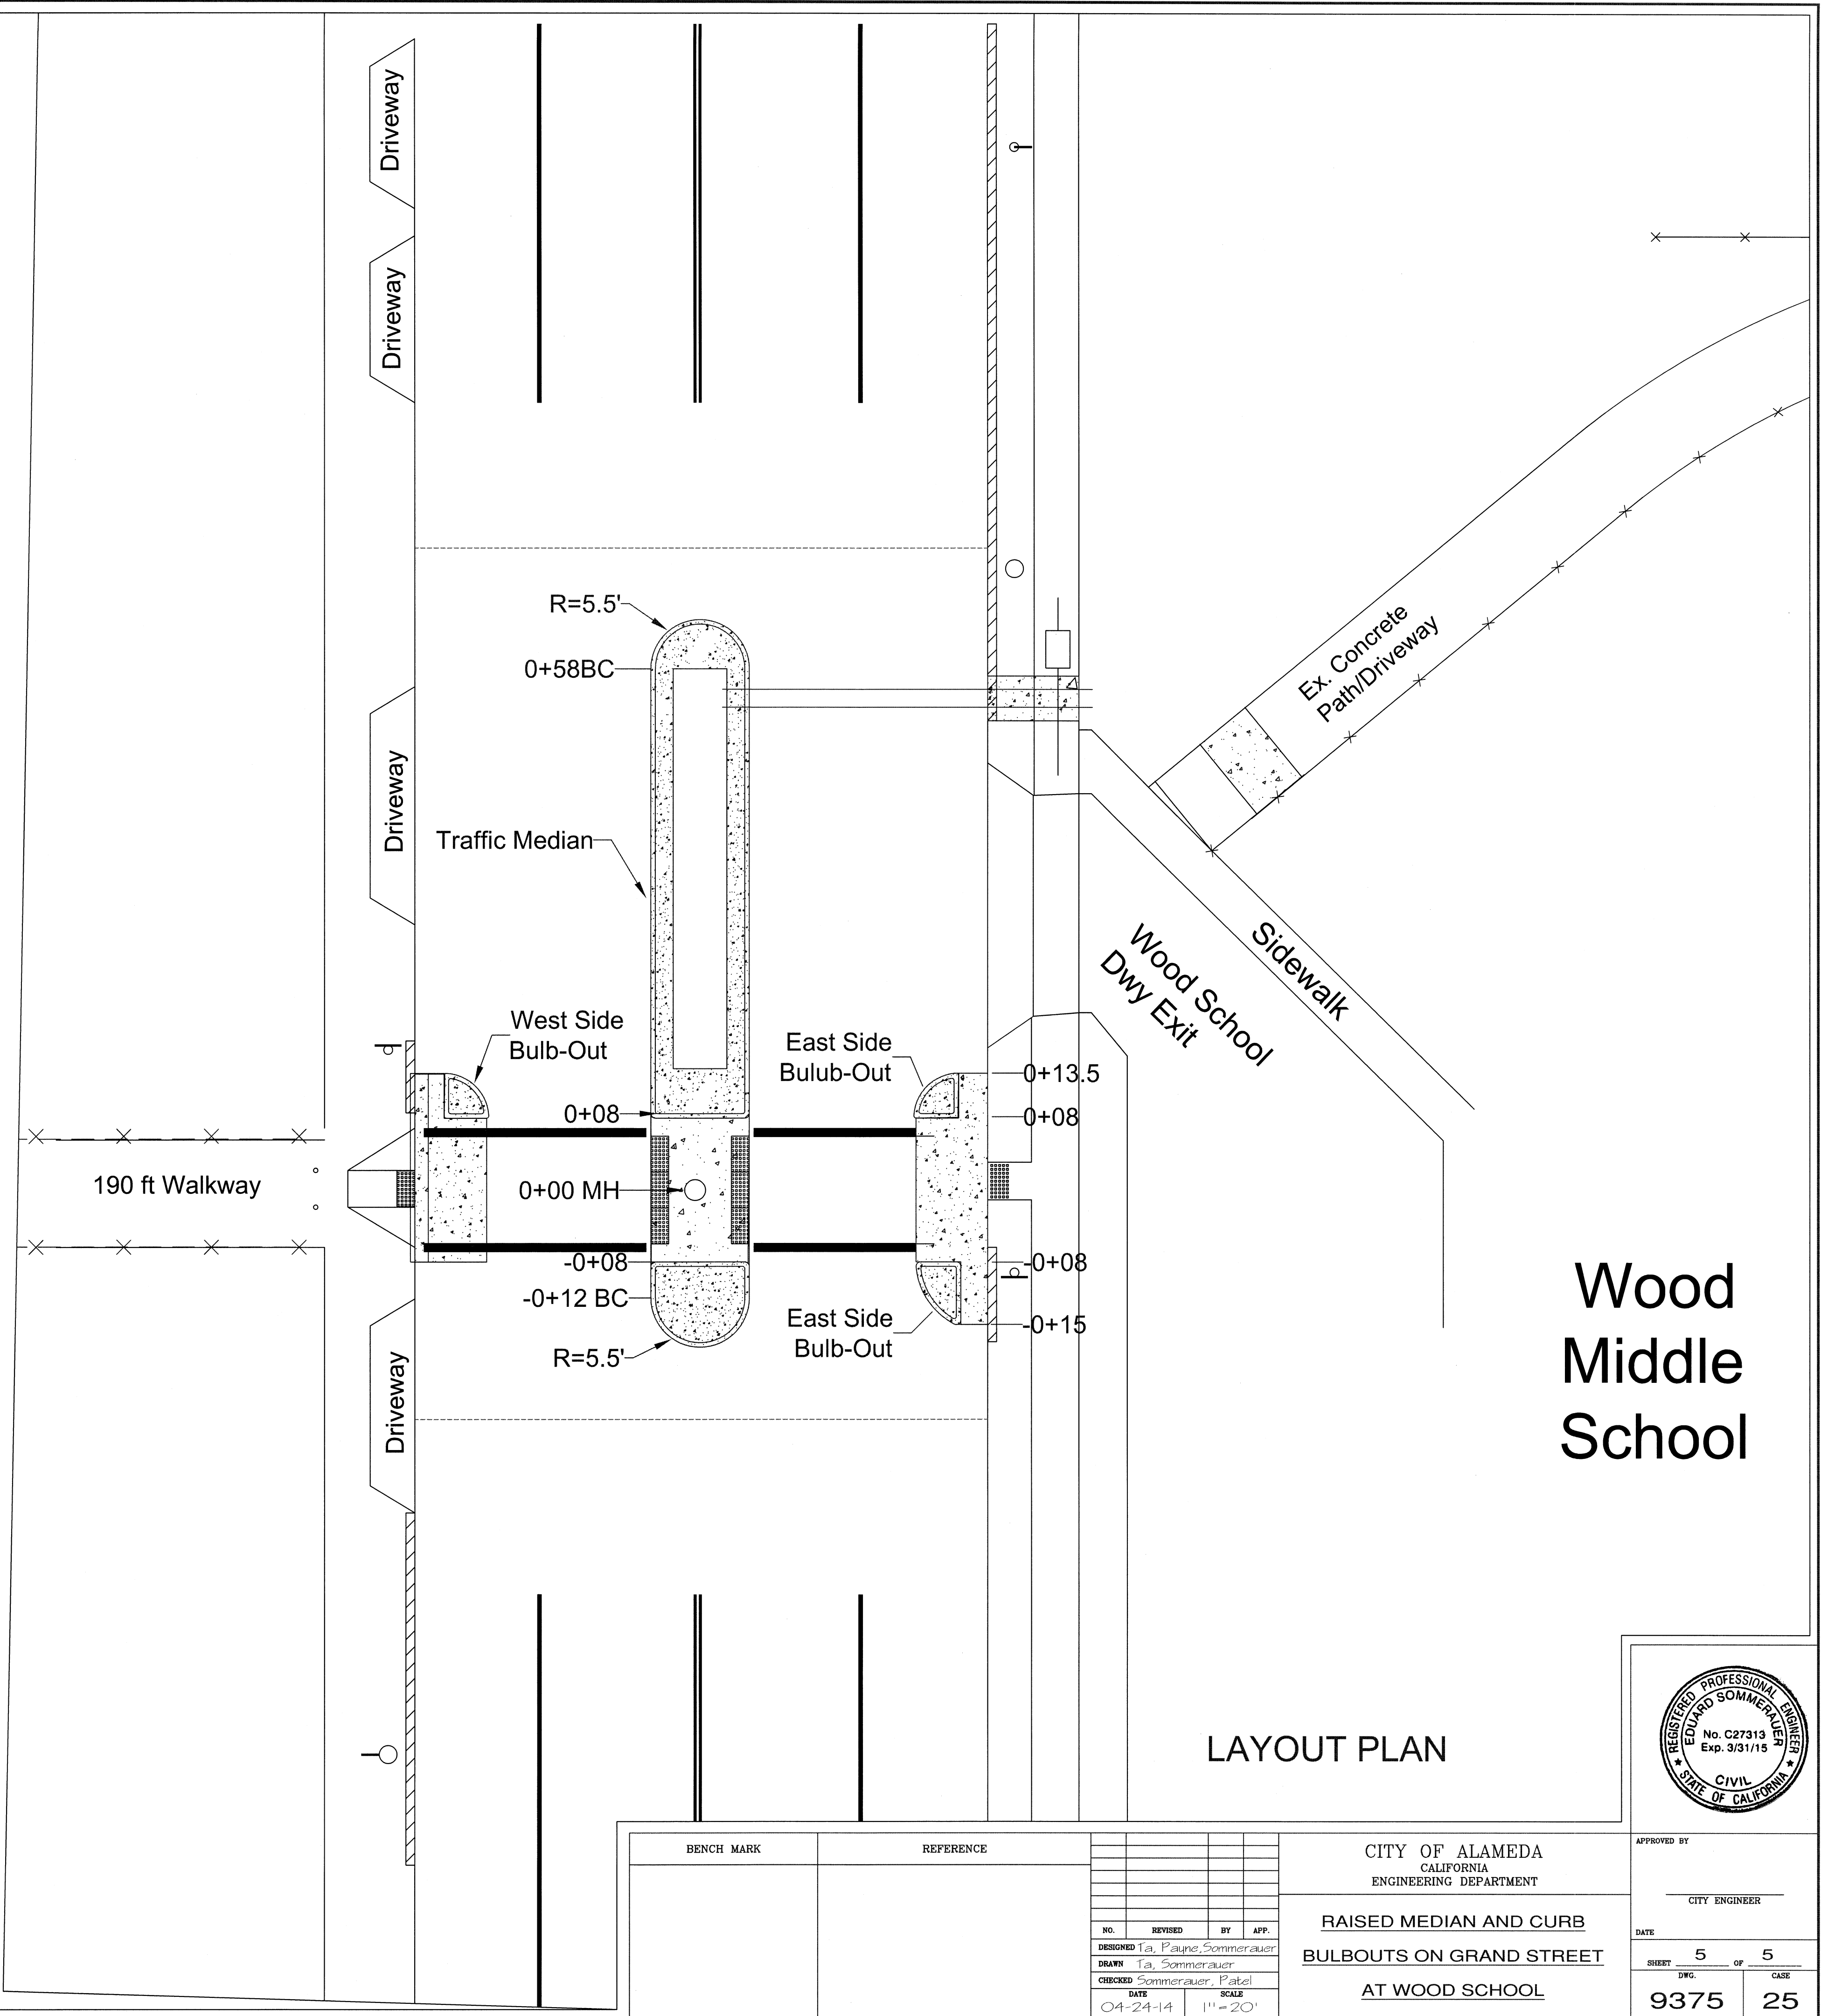 Driveway
Driveway
R=5.5'
0+58BC
Ex. Concrete
Path/Driveway
Driveway
Traffic Median
Wood School
Dwy Exit
Sidewalk
West Side
Bulb-Out
East Side
Bulub-Out
0+13.5
0+08
0+08
190 ft Walkway
0+00 MH
-0+08
-0+08
-0+12 BC
East Side
Bulb-Out
-0+15
R=5.5'
Driveway
Wood
Middle
School
LAYOUT PLAN
REGISTERED PROFESSIONAL ENGINEER
EDUARD SOMMERAUER
No. C27313
Exp. 3/31/15
CIVIL
STATE OF CALIFORNIA
BENCH MARK
REFERENCE
NO. REVISED BY APP.
DESIGNED Ta, Payne, Sommerauer
DRAWN Ta, Sommerauer
CHECKED Sommerauer, Patel
DATE SCALE
04-24-14 1"=20'
CITY OF ALAMEDA
CALIFORNIA
ENGINEERING DEPARTMENT
RAISED MEDIAN AND CURB
BULBOUTS ON GRAND STREET
AT WOOD SCHOOL
APPROVED BY
CITY ENGINEER
DATE
SHEET 5 OF 5
DWG. CASE
9375 25